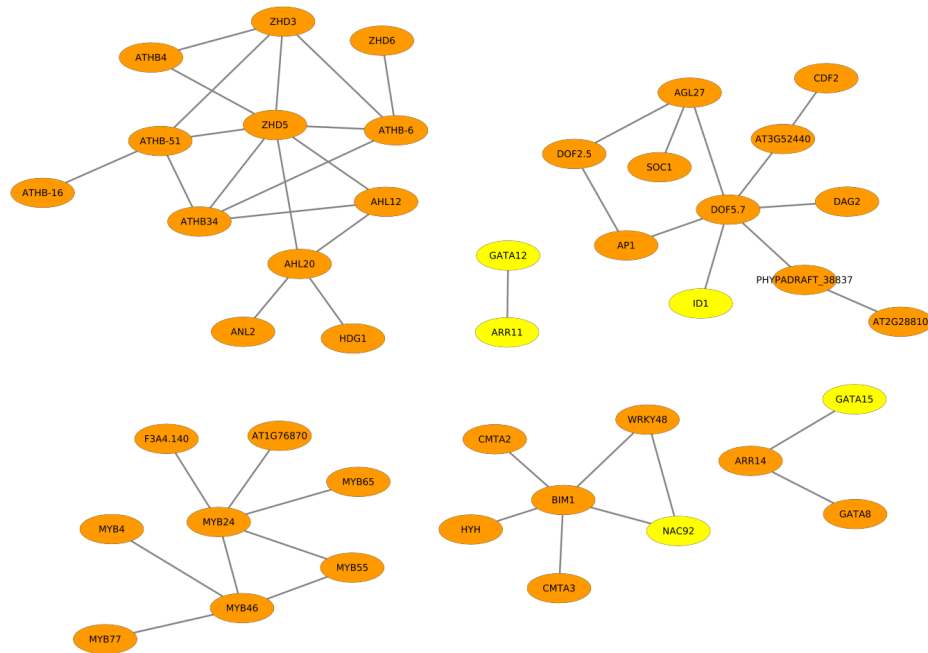 ZHD3
ZHD6
ATHB4
ZHD5
ATHB-6
ATHB-51
ATHB-16
AHL12
ATHB34
AHL20
ANL2
HDG1
GATA12
ARR11
CDF2
AGL27
AT3G52440
DOF2.5
SOC1
DAG2
DOF5.7
AP1
PHYPADRAFT_38837
ID1
AT2G28810
F3A4.140
AT1G76870
MYB65
MYB24
MYB4
MYB55
MYB46
MYB77
WRKY48
CMTA2
BIM1
HYH
NAC92
CMTA3
GATA15
ARR14
GATA8